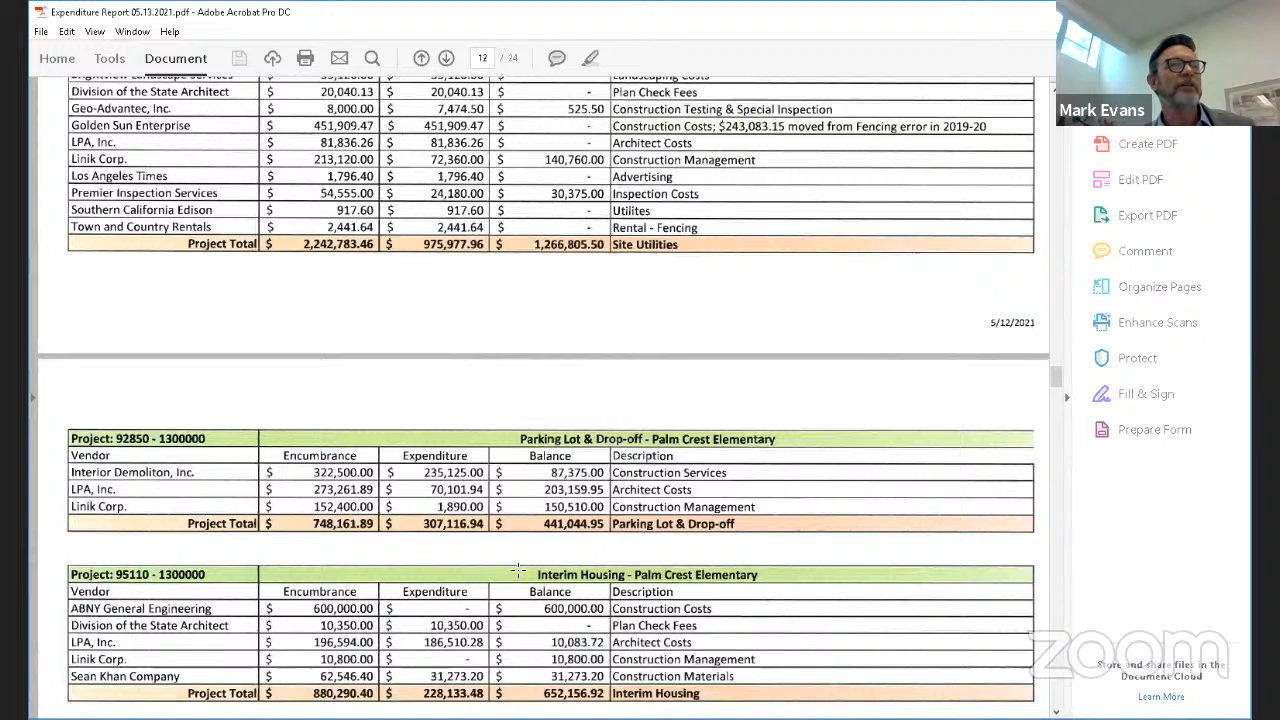 Expenditure Report 05.13.2021.pdf - Adobe Acrobat Pro DC
File Edit View Window Help
Home Tools Document 12 / 24
Brightview Landscape Services Landscaping Costs
Division of the State Architect $ 20,040.13 $ 20,040.13 $ - Plan Check Fees
Geo-Advantec, Inc. $ 8,000.00 $ 7,474.50 $ 525.50 Construction Testing & Special Inspection
Golden Sun Enterprise $ 451,909.47 $ 451,909.47 $ - Construction Costs; $243,083.15 moved from Fencing error in 2019-20
LPA, Inc. $ 81,836.26 $ 81,836.26 $ - Architect Costs
Linik Corp. $ 213,120.00 $ 72,360.00 $ 140,760.00 Construction Management
Los Angeles Times $ 1,796.40 $ 1,796.40 $ - Advertising
Premier Inspection Services $ 54,555.00 $ 24,180.00 $ 30,375.00 Inspection Costs
Southern California Edison $ 917.60 $ 917.60 $ - Utilites
Town and Country Rentals $ 2,441.64 $ 2,441.64 $ - Rental - Fencing
Project Total $ 2,242,783.46 $ 975,977.96 $ 1,266,805.50 Site Utilities
5/12/2021
Project: 92850 - 1300000 Parking Lot & Drop-off - Palm Crest Elementary
Vendor Encumbrance Expenditure Balance Description
Interior Demoliton, Inc. $ 322,500.00 $ 235,125.00 $ 87,375.00 Construction Services
LPA, Inc. $ 273,261.89 $ 70,101.94 $ 203,159.95 Architect Costs
Linik Corp. $ 152,400.00 $ 1,890.00 $ 150,510.00 Construction Management
Project Total $ 748,161.89 $ 307,116.94 $ 441,044.95 Parking Lot & Drop-off
Project: 95110 - 1300000 Interim Housing - Palm Crest Elementary
Vendor Encumbrance Expenditure Balance Description
ABNY General Engineering $ 600,000.00 $ - $ 600,000.00 Construction Costs
Division of the State Architect $ 10,350.00 $ 10,350.00 $ - Plan Check Fees
LPA, Inc. $ 196,594.00 $ 186,510.28 $ 10,083.72 Architect Costs
Linik Corp. $ 10,800.00 $ - $ 10,800.00 Construction Management
Sean Khan Company $ 62,546.40 $ 31,273.20 $ 31,273.20 Construction Materials
Project Total $ 880,290.40 $ 228,133.48 $ 652,156.92 Interim Housing
Mark Evans
Create PDF
Edit PDF
Export PDF
Comment
Organize Pages
Enhance Scans
Protect
Fill & Sign
Prepare Form
zoom
Store and share files in the
Document Cloud
Learn More